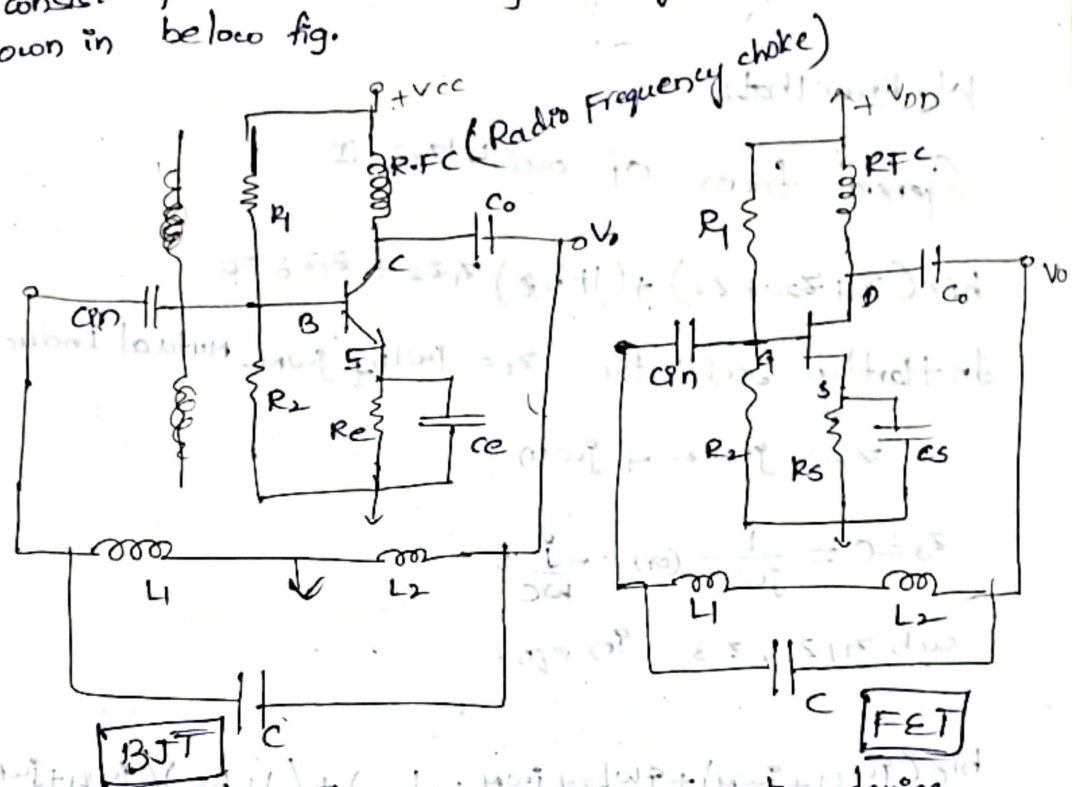 own in below fig.
+Vcc
R.FC (Radio Frequency choke)
+ VDD
RFC.
R1
Co
Vo
C
R1
D
Co
Vo
Cin
B
E
Cin
G
S
R2
Re
Ce
R2
Rs
Cs
L1
L2
L1
L2
C
C
BJT
FET